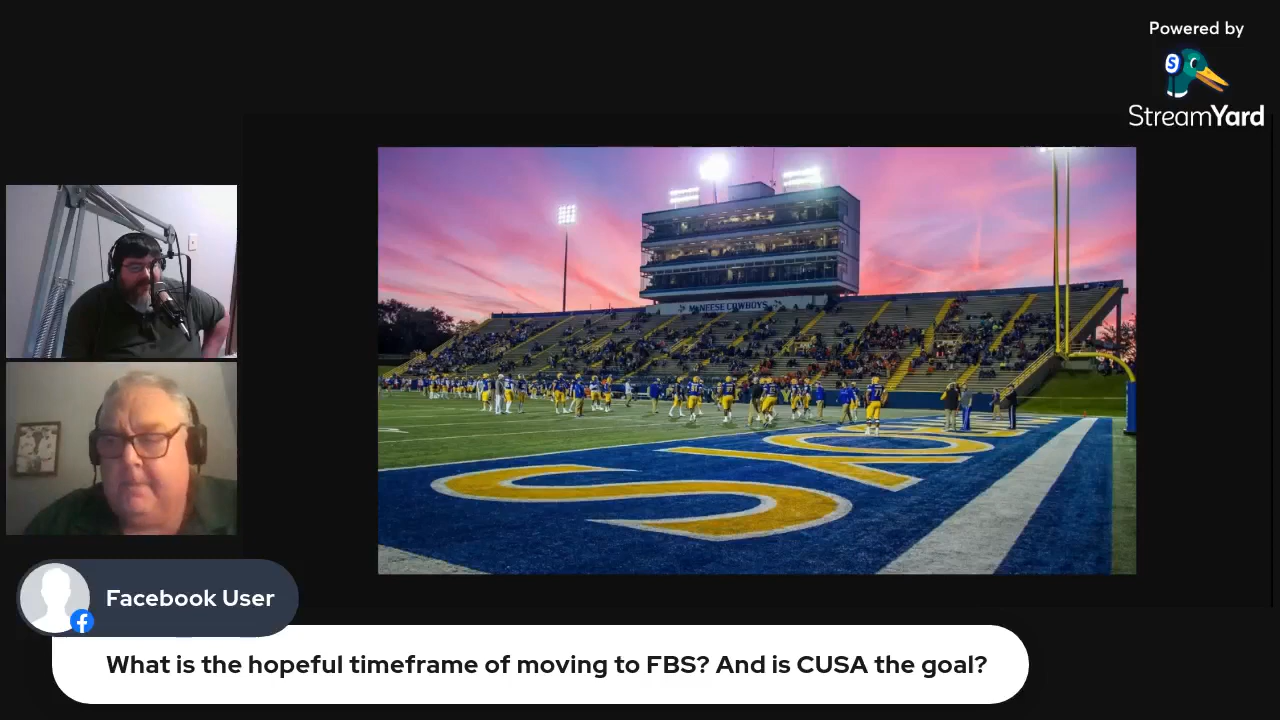 Powered by
S
StreamYard
McNEESE COWBOYS
Facebook User
What is the hopeful timeframe of moving to FBS? And is CUSA the goal?